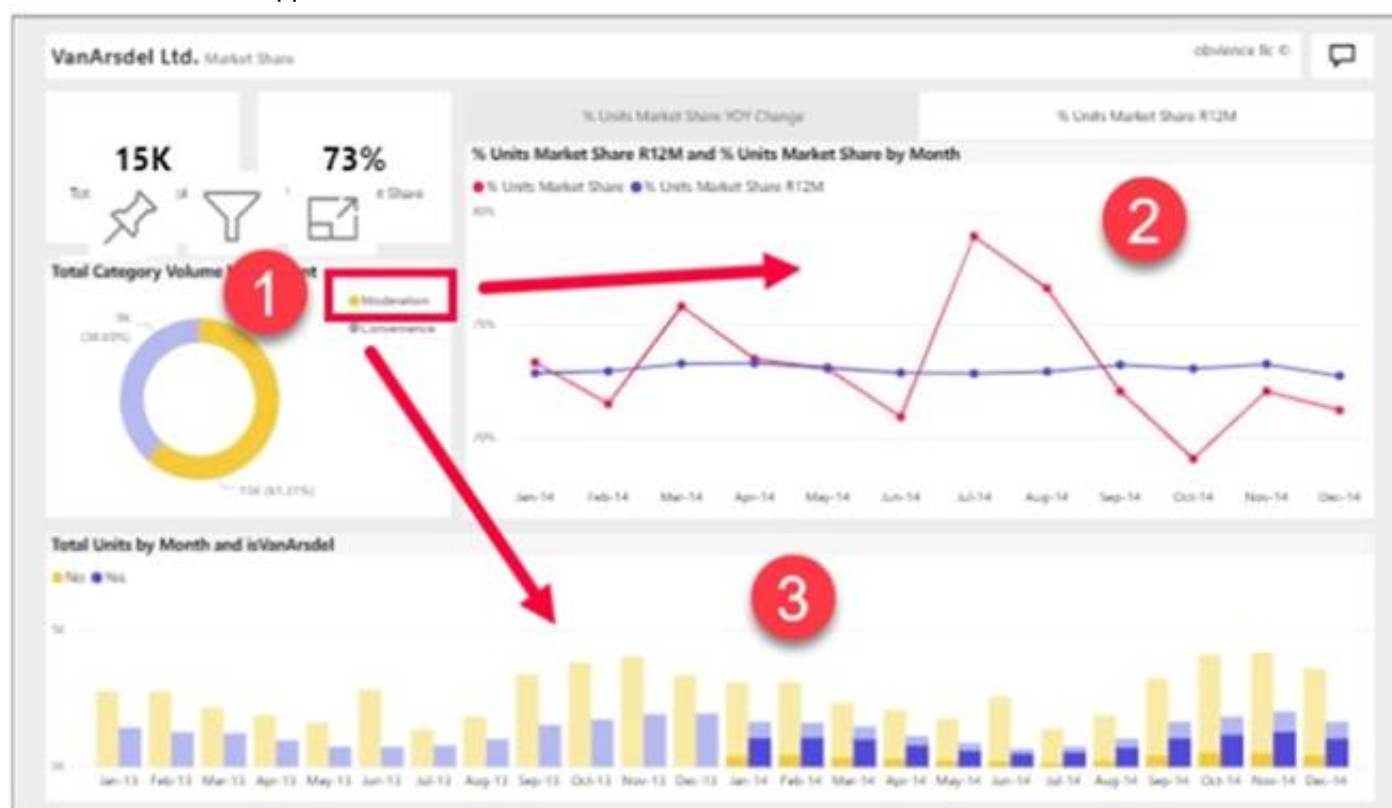 VanArsdel Ltd. Market Share
obvience llc ©
15K
73%
t Share
% Units Market Share YOY Change
% Units Market Share R12M
% Units Market Share R12M and % Units Market Share by Month
% Units Market Share % Units Market Share R12M
80%
75%
70%
Jan-14 Feb-14 Mar-14 Apr-14 May-14 Jun-14 Jul-14 Aug-14 Sep-14 Oct-14 Nov-14 Dec-14
2
Total Category Volume
1
Moderation
Convenience
Total Units by Month and isVanArsdel
No Yes
5K
0K
3
Jan-13 Feb-13 Mar-13 Apr-13 May-13 Jun-13 Jul-13 Aug-13 Sep-13 Oct-13 Nov-13 Dec-13 Jan-14 Feb-14 Mar-14 Apr-14 May-14 Jun-14 Jul-14 Aug-14 Sep-14 Oct-14 Nov-14 Dec-14